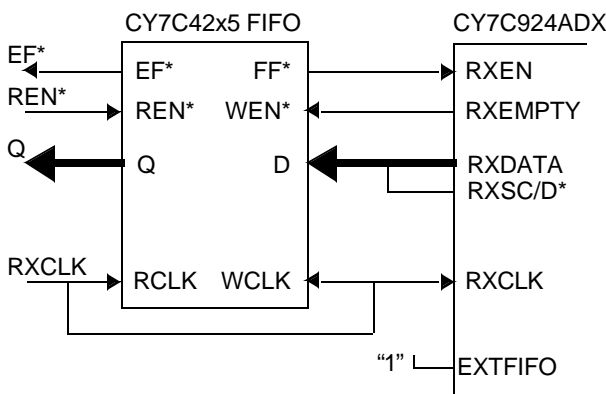 CY7C42x5 FIFO CY7C924ADX
EF* EF* FF* RXEN
REN* REN* WEN* RXEMPTY
Q Q D RXDATA
RXSC/D*
RXCLK RCLK WCLK RXCLK
“1” EXTFIFO